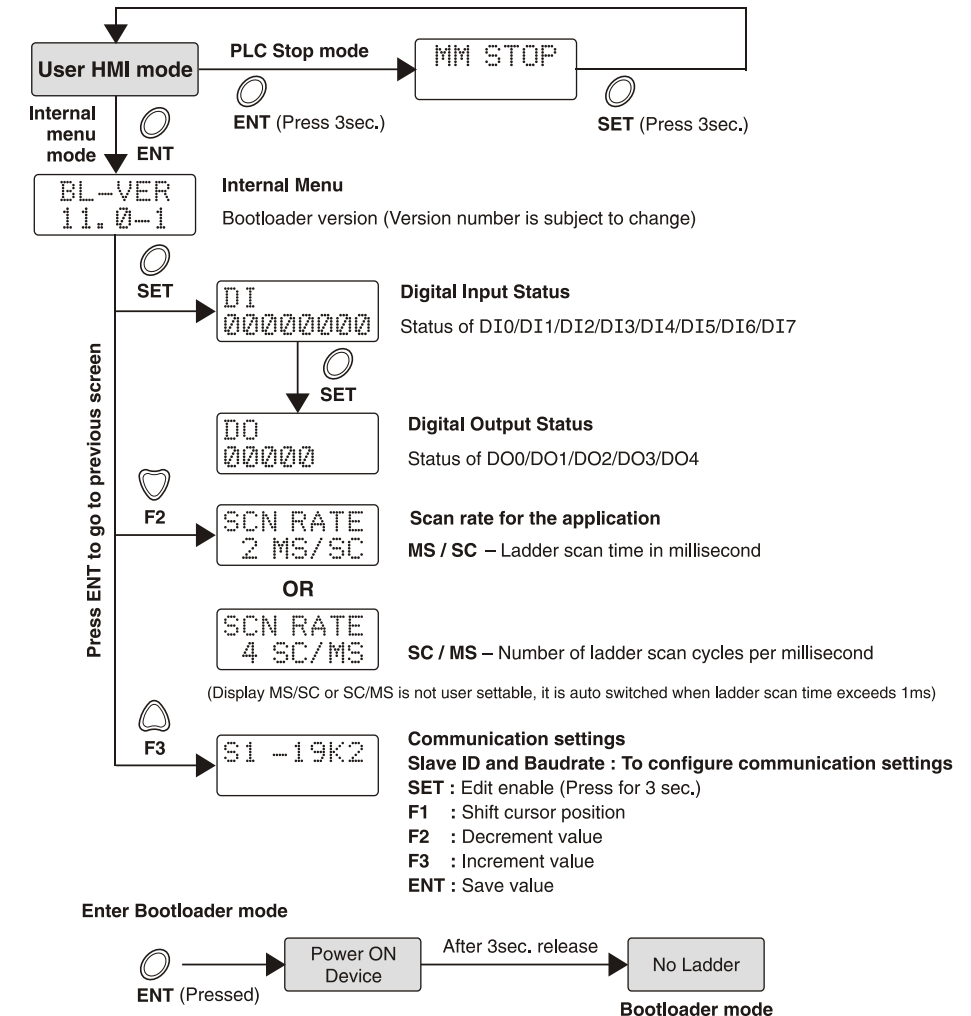 User HMI mode
PLC Stop mode
ENT (Press 3sec.)
MM STOP
SET (Press 3sec.)
Internal
menu
mode
ENT
BL-VER
11.0-1
Internal Menu
Bootloader version (Version number is subject to change)
SET
Press ENT to go to previous screen
DI
00000000
Digital Input Status
Status of DI0/DI1/DI2/DI3/DI4/DI5/DI6/DI7
SET
DO
00000
Digital Output Status
Status of DO0/DO1/DO2/DO3/DO4
F2
SCN RATE
2 MS/SC
Scan rate for the application
MS / SC – Ladder scan time in millisecond
OR
SCN RATE
4 SC/MS
SC / MS – Number of ladder scan cycles per millisecond
(Display MS/SC or SC/MS is not user settable, it is auto switched when ladder scan time exceeds 1ms)
F3
S1 -19K2
Communication settings
Slave ID and Baudrate : To configure communication settings
SET : Edit enable (Press for 3 sec.)
F1 : Shift cursor position
F2 : Decrement value
F3 : Increment value
ENT : Save value
Enter Bootloader mode
ENT (Pressed)
Power ON
Device
After 3sec. release
No Ladder
Bootloader mode